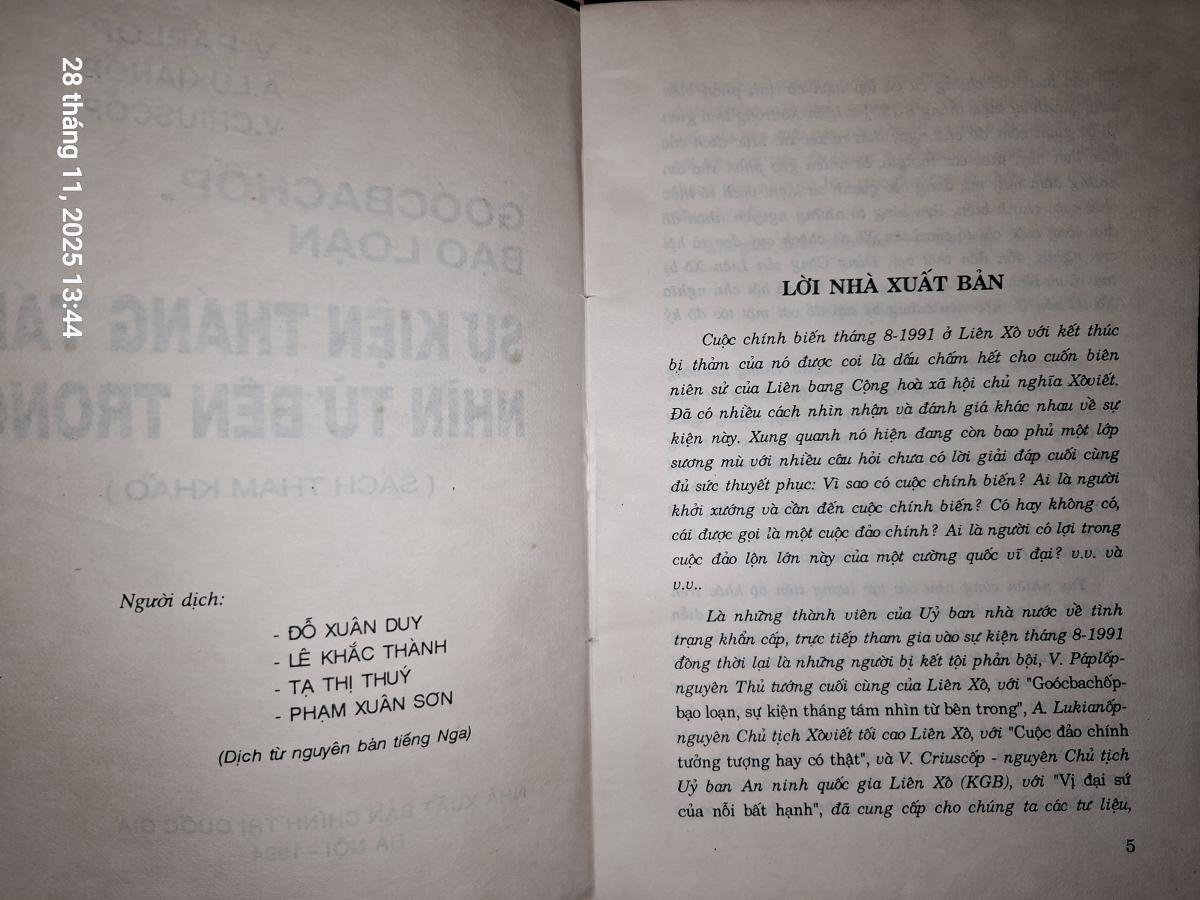 28 tháng 11, 2025 13:44
Người dịch:
- ĐỖ XUÂN DUY
- LÊ KHẮC THÀNH
- TẠ THỊ THUÝ
- PHẠM XUÂN SƠN
(Dịch từ nguyên bản tiếng Nga)
LỜI NHÀ XUẤT BẢN
Cuộc chính biến tháng 8-1991 ở Liên Xô với kết thúc
bị thảm của nó được coi là dấu chấm hết cho cuốn biên
niên sử của Liên bang Cộng hoà xã hội chủ nghĩa Xôviết.
Đã có nhiều cách nhìn nhận và đánh giá khác nhau về sự
kiện này. Xung quanh nó hiện đang còn bao phủ một lớp
sương mù với nhiều câu hỏi chưa có lời giải đáp cuối cùng
đủ sức thuyết phục: Vì sao có cuộc chính biến? Ai là người
khởi xướng và cần đến cuộc chính biến? Có hay không có,
cái được gọi là một cuộc đảo chính? Ai là người có lợi trong
cuộc đảo lộn lớn này của một cường quốc vĩ đại? v.v. và
v.v..
Là những thành viên của Uỷ ban nhà nước về tình
trạng khẩn cấp, trực tiếp tham gia vào sự kiện tháng 8-1991
đồng thời lại là những người bị kết tội phản bội, V. Páplốp-
nguyên Thủ tướng cuối cùng của Liên Xô, với "Goócbachốp-
bạo loạn, sự kiện tháng tám nhìn từ bên trong", A. Lukianốp-
nguyên Chủ tịch Xôviết tối cao Liên Xô, với "Cuộc đảo chính
tưởng tượng hay có thật", và V. Criuscốp - nguyên Chủ tịch
Uỷ ban An ninh quốc gia Liên Xô (KGB), với "Vị đại sứ
của nỗi bất hạnh", đã cung cấp cho chúng ta các tư liệu,
5